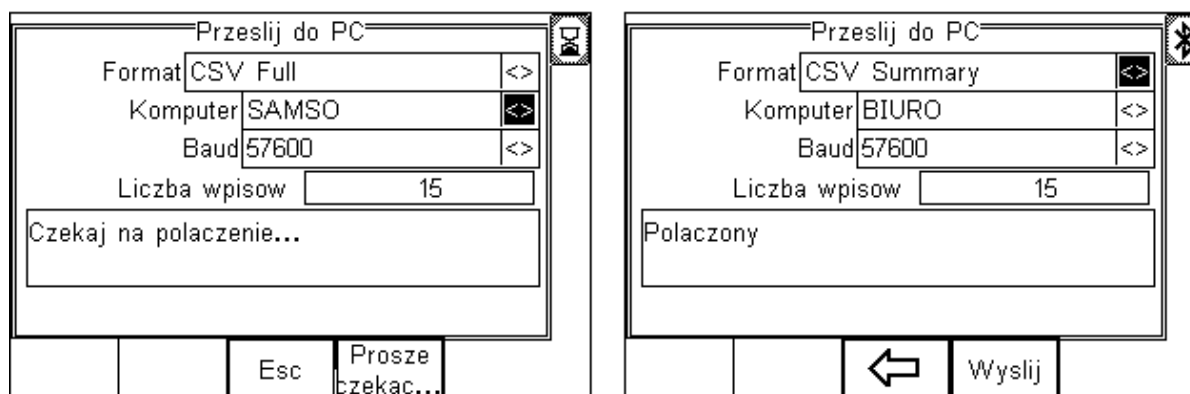 Przeslij do PC
Format CSV Full <>
Komputer SAMSO <>
Baud 57600 <>
Liczba wpisow 15
Czekaj na polaczenie...
Esc
Prosze
czekac...
Przeslij do PC
Format CSV Summary <>
Komputer BIURO <>
Baud 57600 <>
Liczba wpisow 15
Polaczony
Wyslij